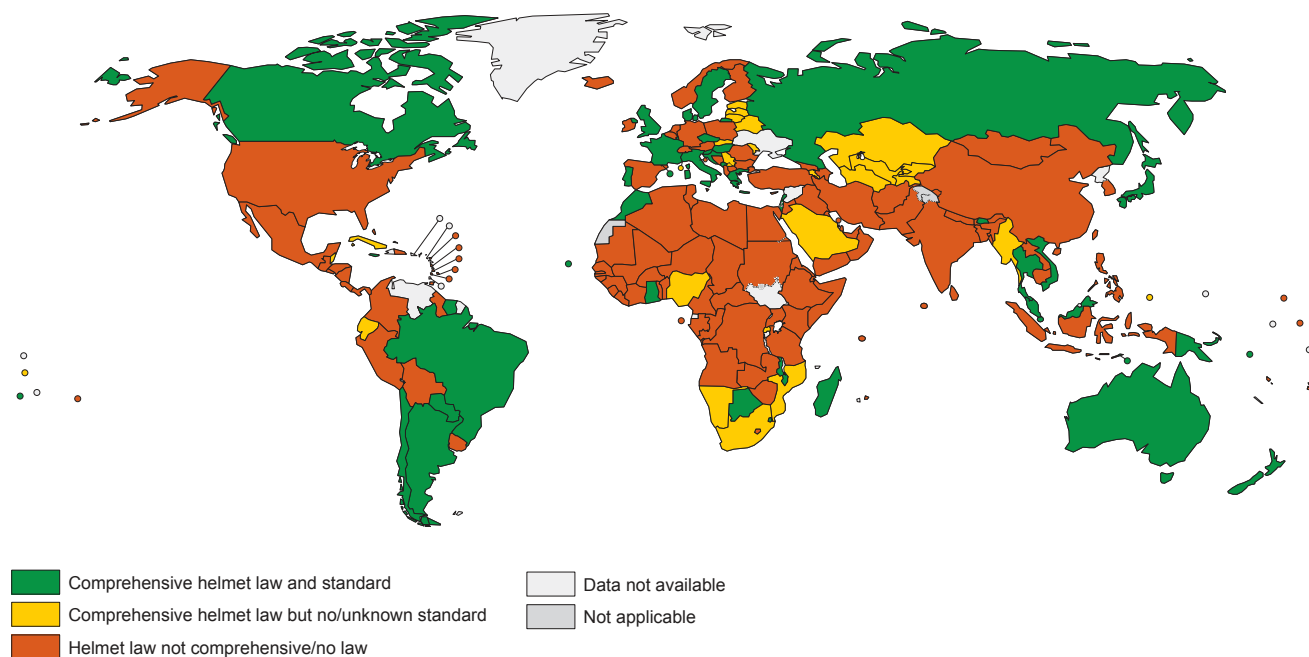 Comprehensive helmet law and standard
Comprehensive helmet law but no/unknown standard
Helmet law not comprehensive/no law
Data not available
Not applicable